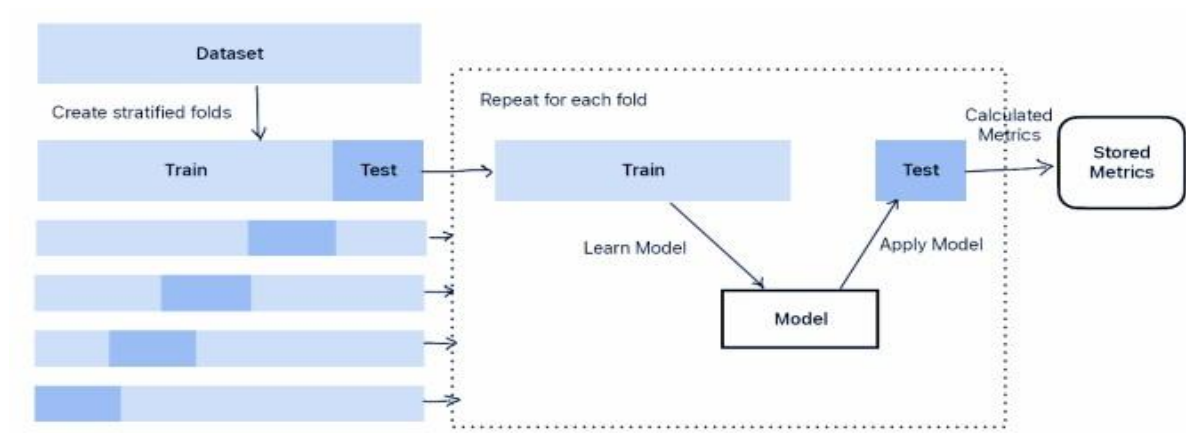 Dataset
Create stratified folds
Repeat for each fold
Calculated
Metrics
Train
Test
Train
Test
Stored
Metrics
Learn Model
Apply Model
Model